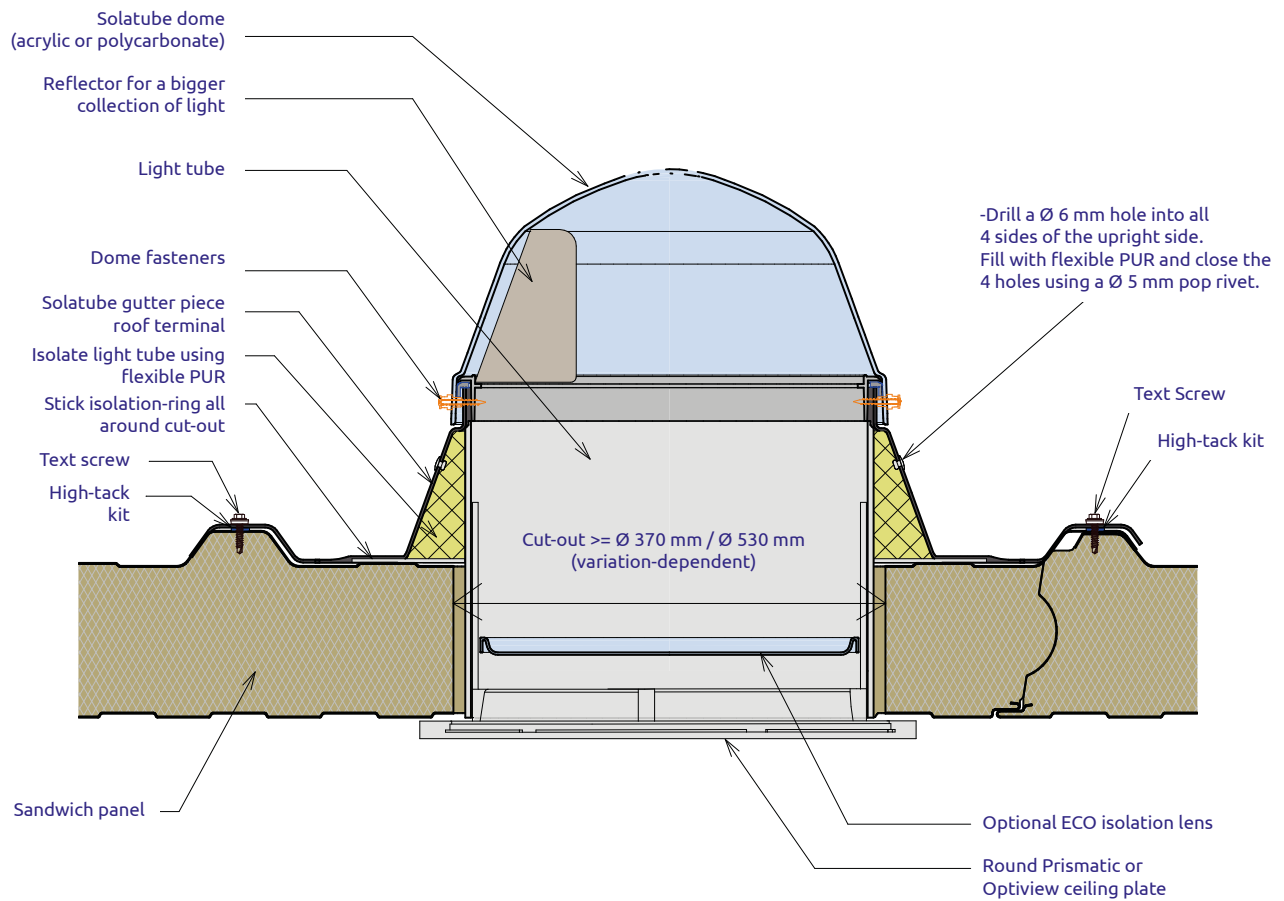 Solatube dome
(acrylic or polycarbonate)
Reflector for a bigger
collection of light
Light tube
Dome fasteners
Solatube gutter piece
roof terminal
Isolate light tube using
flexible PUR
Stick isolation-ring all
around cut-out
Text screw
High-tack
kit
-Drill a Ø 6 mm hole into all
4 sides of the upright side.
Fill with flexible PUR and close the
4 holes using a Ø 5 mm pop rivet.
Text Screw
High-tack kit
Cut-out >= Ø 370 mm / Ø 530 mm
(variation-dependent)
Sandwich panel
Optional ECO isolation lens
Round Prismatic or
Optiview ceiling plate